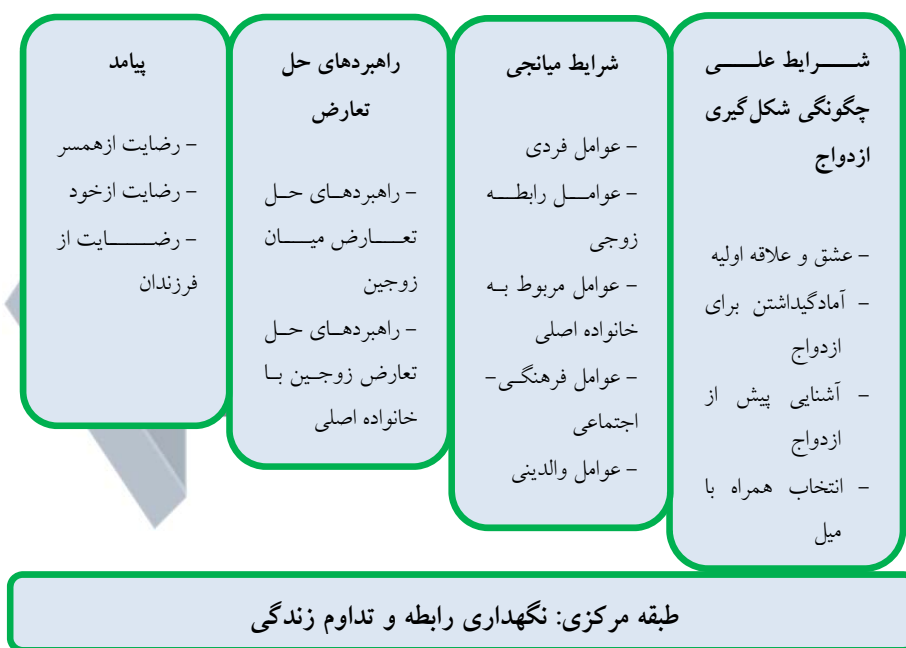 شرایط علی
چگونگی شکل‌گیری
ازدواج
- عشق و علاقه اولیه
- آمادگیداشتن برای
ازدواج
- آشنایی پیش از
ازدواج
- انتخاب همراه با
میل
شرایط میانجی
- عوامل فردی
- عوامل رابطه
زوجی
- عوامل مربوط به
خانواده اصلی
- عوامل فرهنگی-
اجتماعی
- عوامل والدینی
راهبردهای حل
تعارض
- راهبردهای حل
تعارض میان
زوجین
- راهبردهای حل
تعارض زوجین با
خانواده اصلی
پیامد
- رضایت ازهمسر
- رضایت ازخود
- رضایت از
فرزندان
طبقه مرکزی: نگهداری رابطه و تداوم زندگی